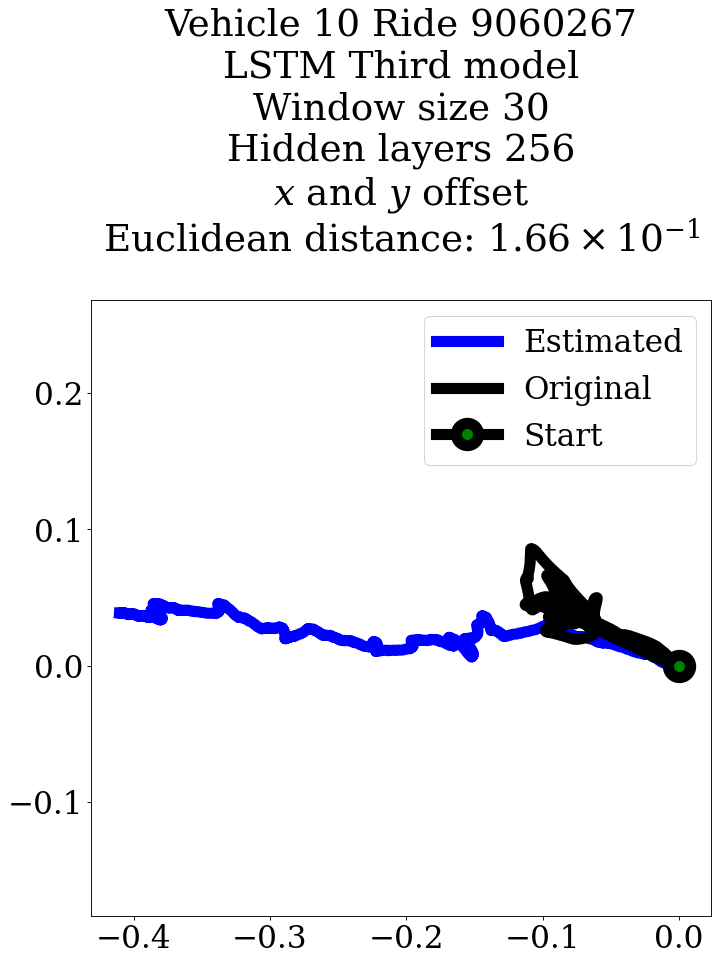 Vehicle 10 Ride 9060267
LSTM Third model
Window size 30
Hidden layers 256
x and y offset
Euclidean distance: 1.66 × 10⁻¹
Estimated
Original
Start
0.2
0.1
0.0
−0.1
−0.4 −0.3 −0.2 −0.1 0.0